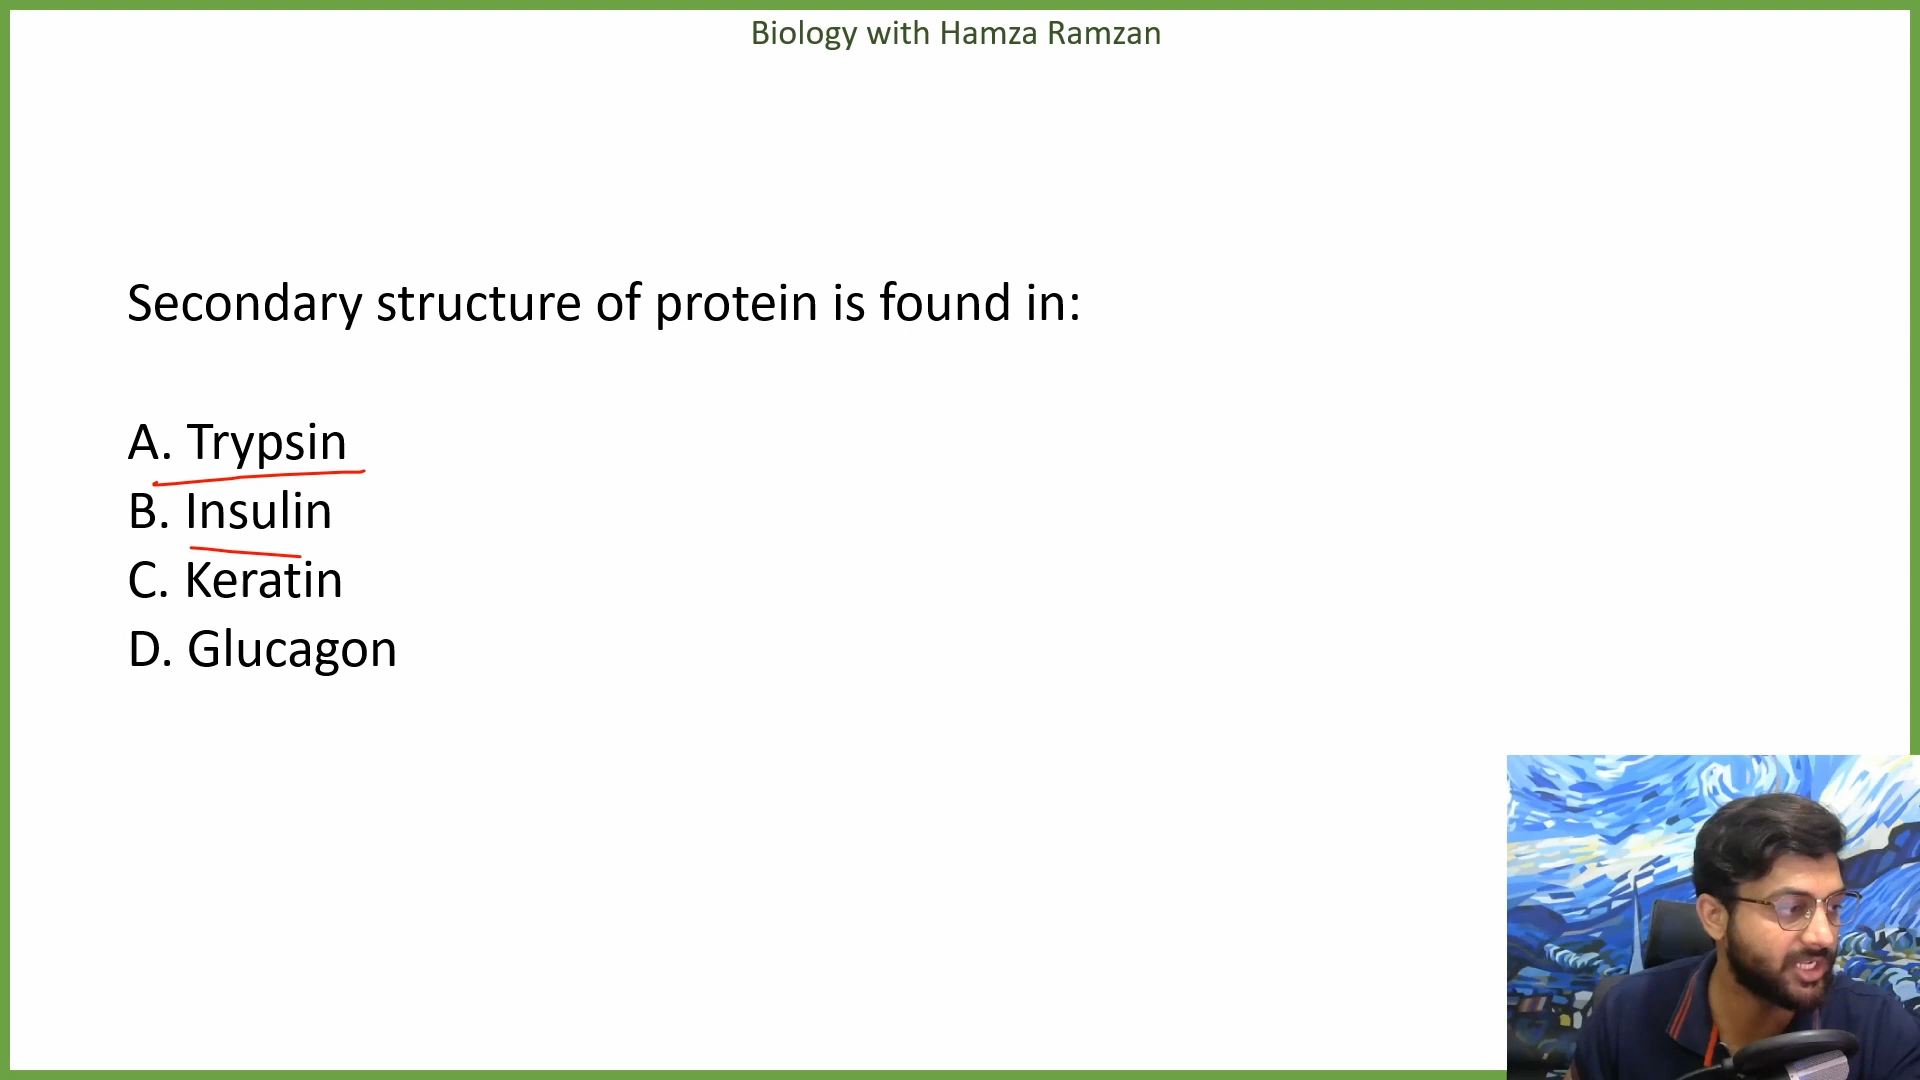 Biology with Hamza Ramzan
Secondary structure of protein is found in:
A. Trypsin
B. Insulin
C. Keratin
D. Glucagon